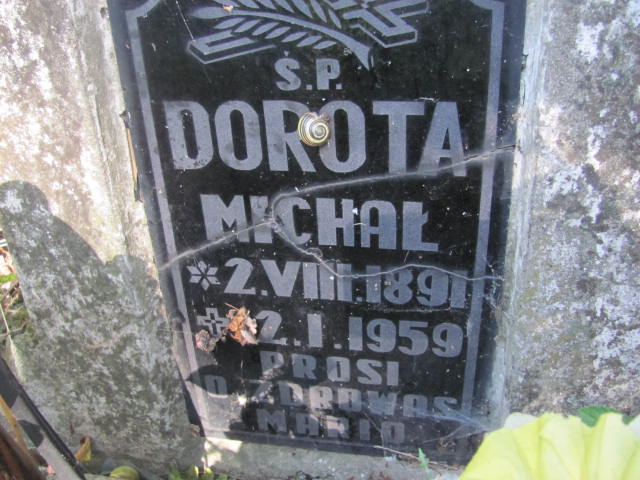 Ś.P.
DOROTA
MICHAŁ
* 2.VIII.1891
✝ 2.I.1959
PROSI
O ZDROWAŚ
MARIO